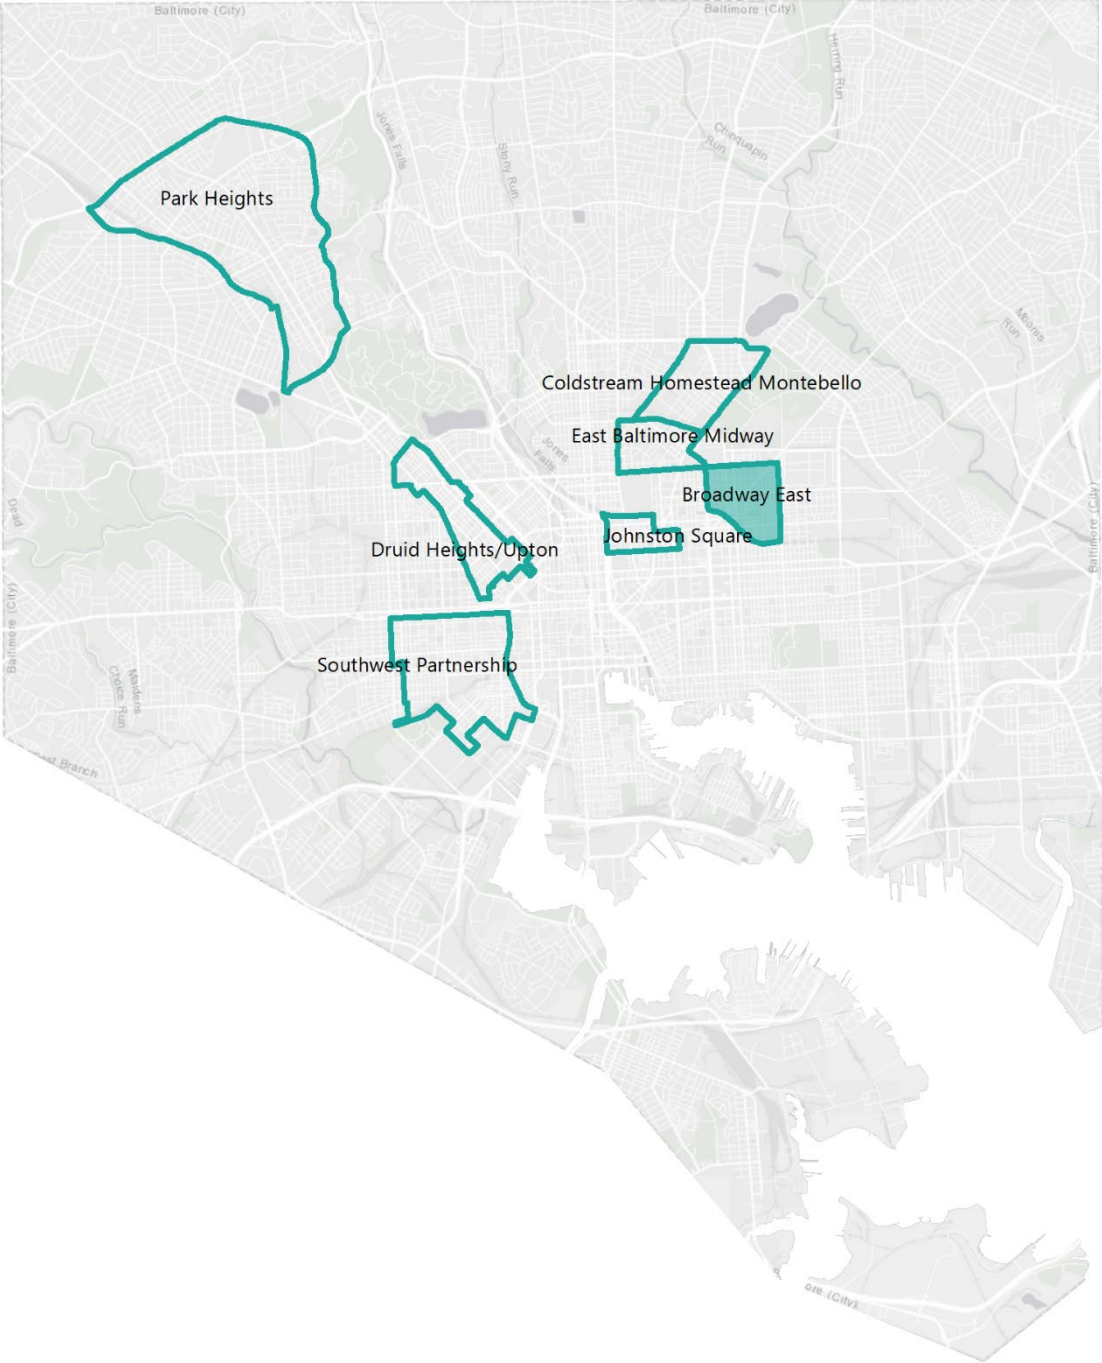 Baltimore (City)
Baltimore (City)
Herring Run
Jones Falls
Chinquapin
Run
Stony Run
Park Heights
Moores
Run
Coldstream Homestead Montebello
East Baltimore Midway
Jones
Falls
Broadway East
Dead
Baltimore (City)
Johnston Square
Druid Heights/Upton
Baltimore (City)
Southwest Partnership
Maidens
Choice Run
Branch
(City)